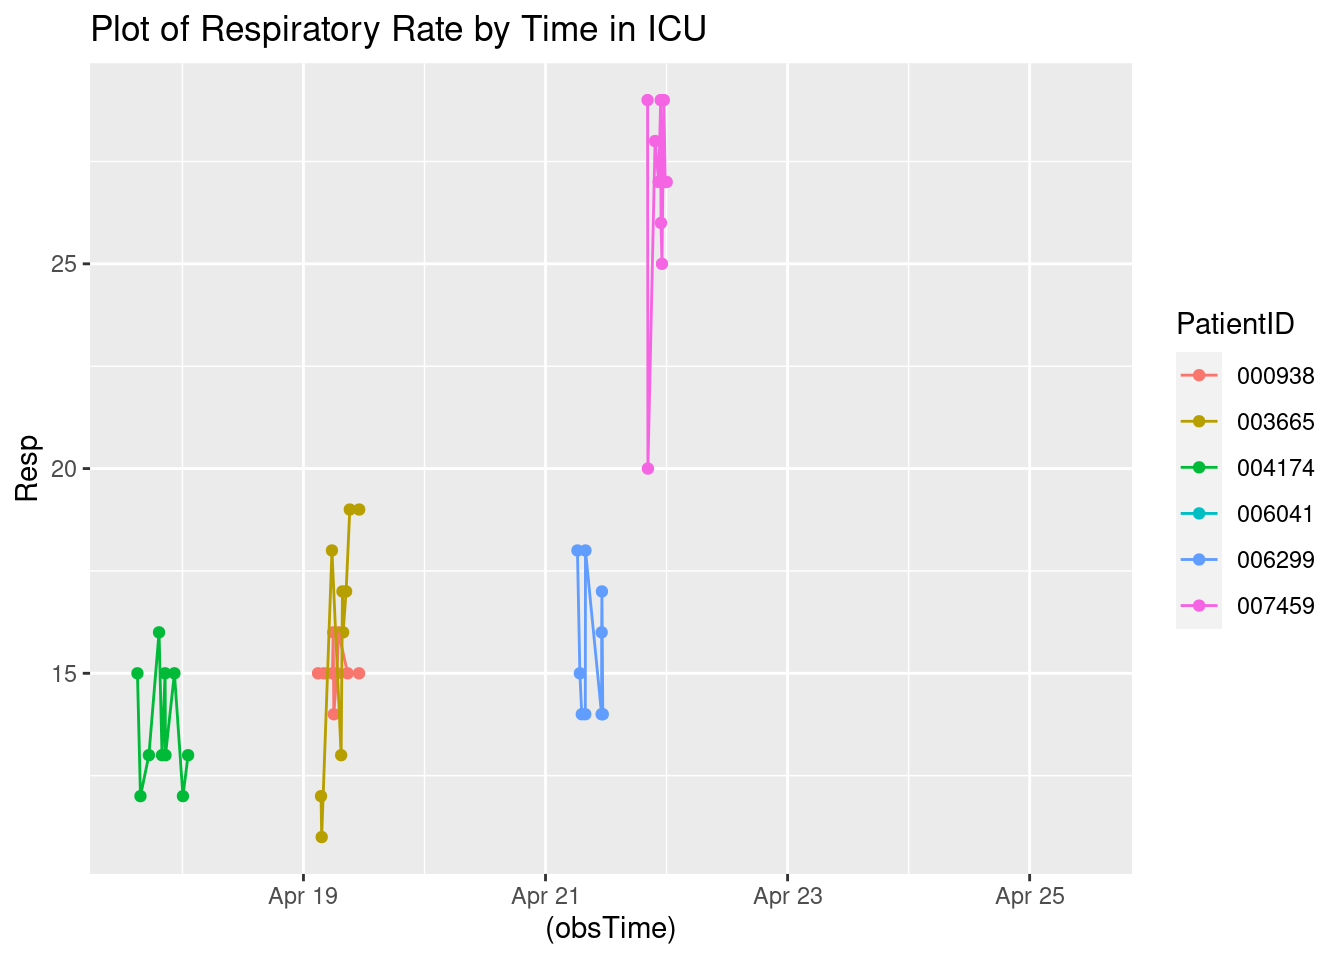 Plot of Respiratory Rate by Time in ICU
Resp
25
20
15
Apr 19
Apr 21
Apr 23
Apr 25
(obsTime)
PatientID
000938
003665
004174
006041
006299
007459